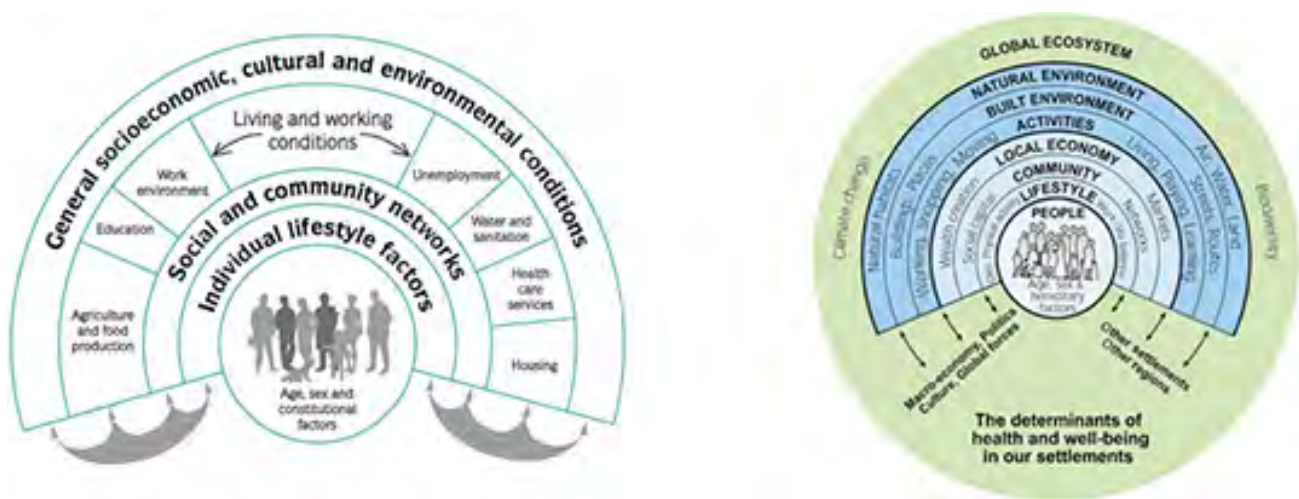 General socioeconomic, cultural and environmental conditions
Living and working
conditions
Work
environment
Unemployment
Education
Water and
sanitation
Agriculture
and food
production
Health
care
services
Housing
Social and community networks
Individual lifestyle factors
Age, sex and
constitutional
factors
GLOBAL ECOSYSTEM
NATURAL ENVIRONMENT
BUILT ENVIRONMENT
ACTIVITIES
LOCAL ECONOMY
COMMUNITY
LIFESTYLE
PEOPLE
Age, sex &
hereditary
factors
Climate change
Biodiversity
Natural habitats
Air, Water, Land
Buildings, Places
Streets, Routes
Working, Shopping, Moving
Living, Playing, Learning
Wealth creation
Markets
Social capital
Networks
Macro-economy, Politics
Culture, Global forces
Other settlements
Other regions
The determinants of
health and well-being
in our settlements